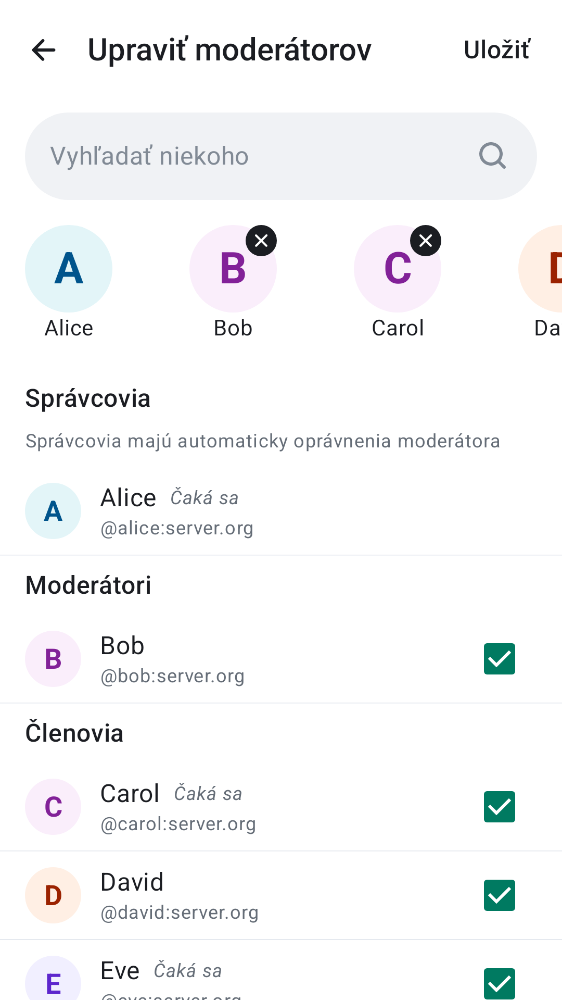 Upraviť moderátorov
Uložiť
Vyhľadať niekoho
A
B
C
Alice
Bob
Carol
Da
Správcovia
Správcovia majú automaticky oprávnenia moderátora
A
Alice Čaká sa
@alice:server.org
Moderátori
B
Bob
@bob:server.org
Členovia
C
Carol Čaká sa
@carol:server.org
D
David
@david:server.org
E
Eve Čaká sa